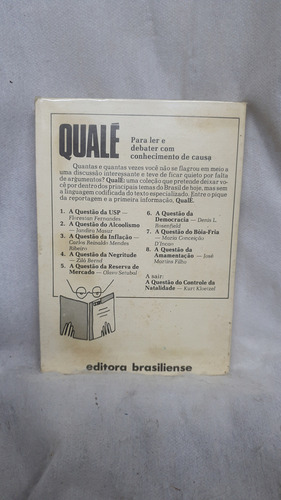 QUALÉ
Para ler e
debater com
conhecimento de causa
Quantas e quantas vezes você não se flagrou em meio a
uma discussão interessante e teve de ficar quieto por falta
de argumentos? Qualé: uma coleção que pretende deixar vo-
cê por dentro dos principais temas do Brasil de hoje, mas sem
a linguagem codificada do texto especializado. Entre o pique
da reportagem e a primeira informação, Qualé.
1. A Questão da USP —
Florestan Fernandes
2. A Questão do Alcoolismo
— Jandira Masur
3. A Questão da Inflação —
Carlos Reinaldo Mendes
Ribeiro
4. A Questão da Negritude
— Zilá Bernd
5. A Questão da Reserva de
Mercado — Olavo Setubal
6. A Questão da
Democracia — Denis L.
Rosenfield
7. A Questão do Bóia-Fria
— Maria Conceição
D'Incao
8. A Questão da
Amamentação — José
Martins Filho
A sair:
A Questão do Controle da
Natalidade — Kurt Kloetzel
editora brasiliense